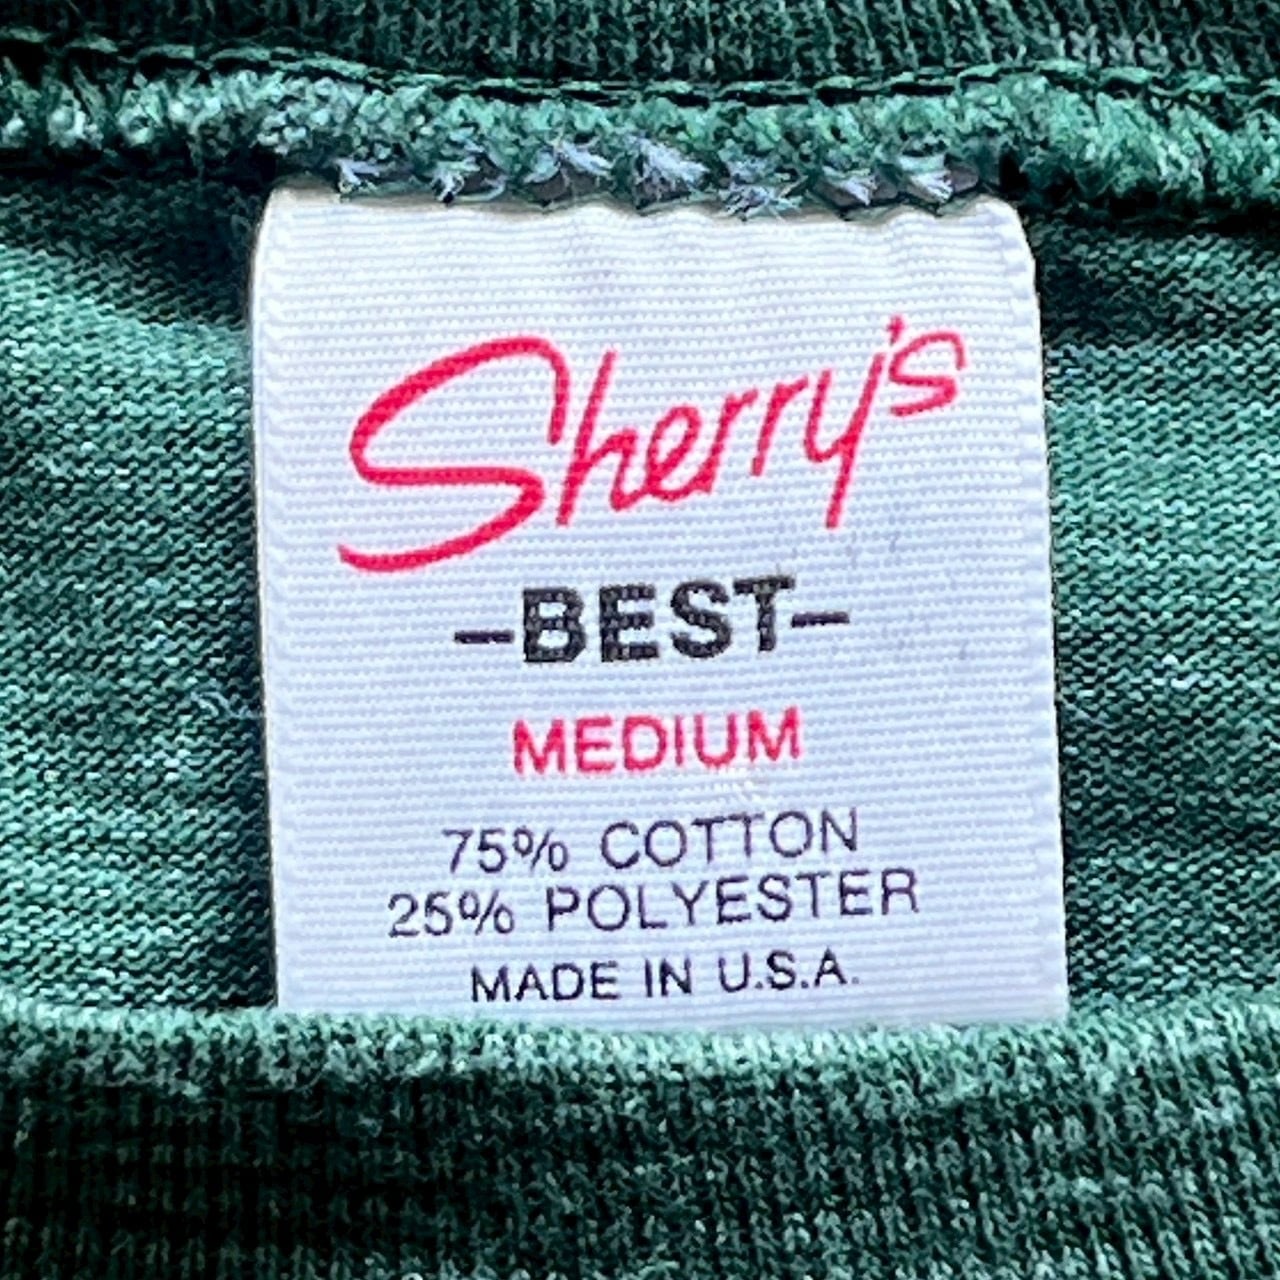 Sherry's
-BEST-
MEDIUM
75% COTTON
25% POLYESTER
MADE IN U.S.A.